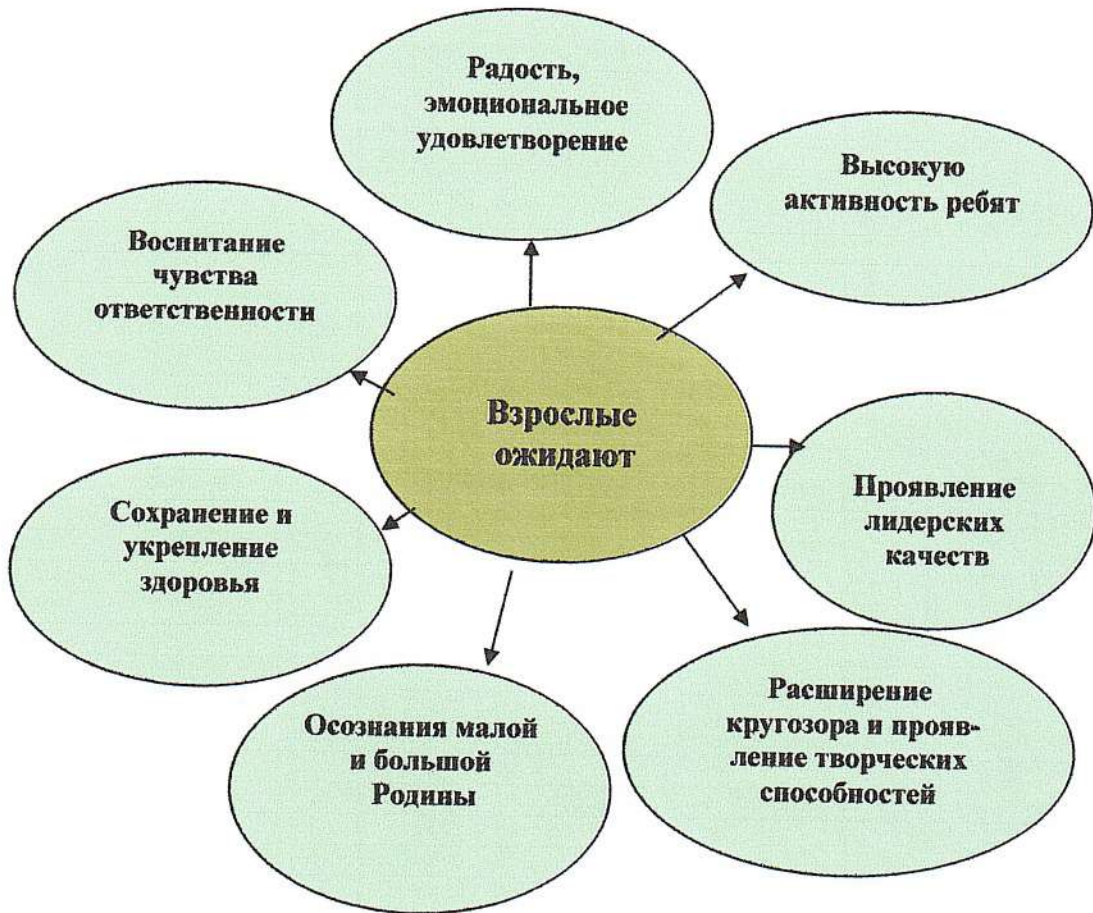 Радость,
эмоциональное
удовлетворение
Высокую
активность ребят
Воспитание
чувства
ответственности
Взрослые
ожидают
Проявление
лидерских
качеств
Сохранение и
укрепление
здоровья
Осознания малой
и большой
Родины
Расширение
кругозора и прояв-
ление творческих
способностей